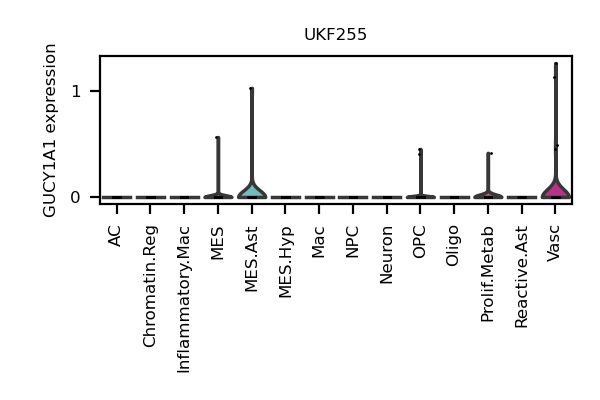 UKF255
GUCY1A1 expression
1
0
AC
Chromatin.Reg
Inflammatory.Mac
MES
MES.Ast
MES.Hyp
Mac
NPC
Neuron
OPC
Oligo
Prolif.Metab
Reactive.Ast
Vasc